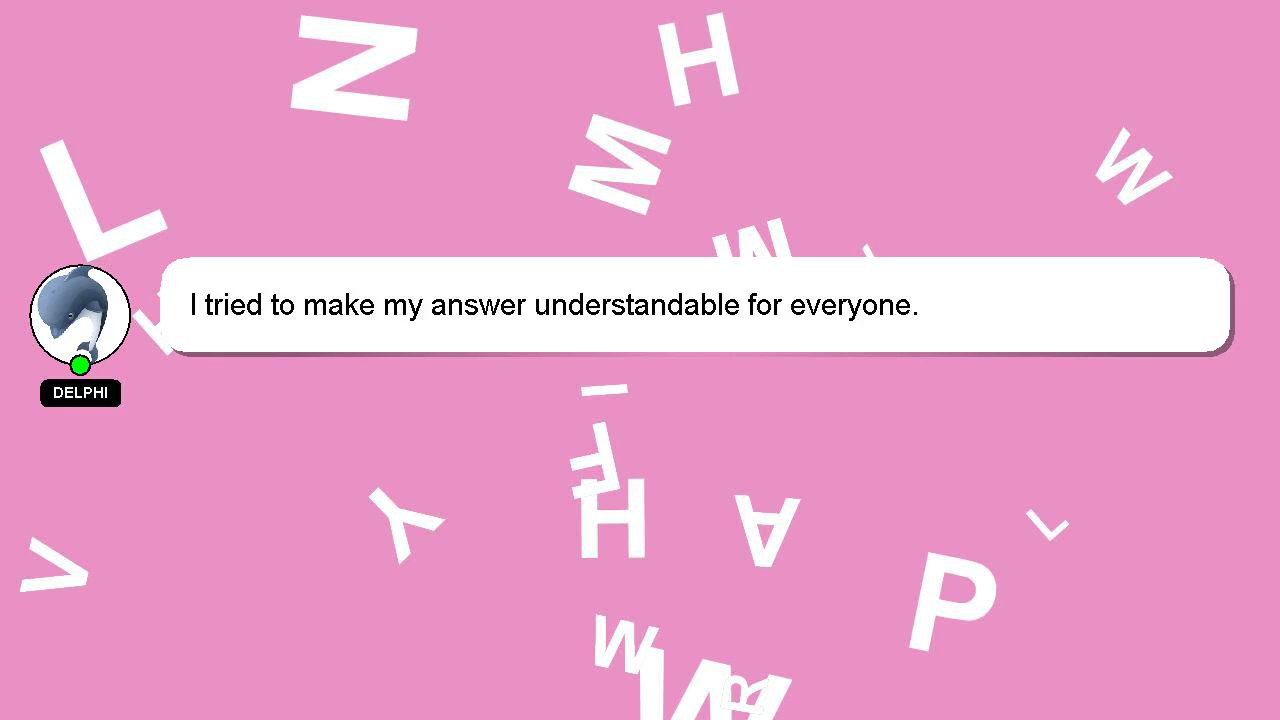 Z
H
M
W
L
W
I tried to make my answer understandable for everyone.
DELPHI
I
F
Y
H
A
L
V
P
W
W
R